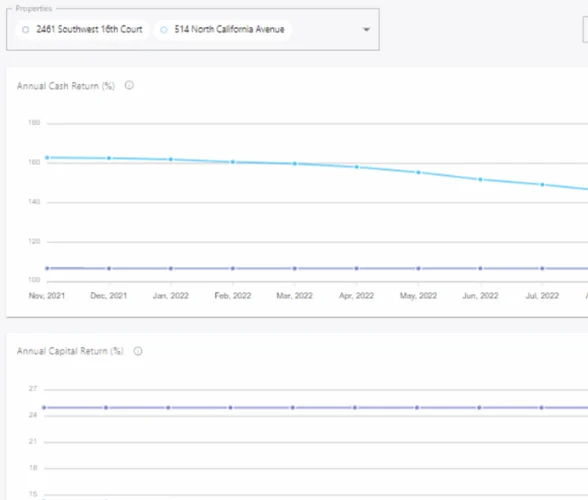 Properties
2461 Southwest 16th Court 514 North California Avenue
Annual Cash Return (%)
180
160
140
120
100
Nov, 2021 Dec, 2021 Jan, 2022 Feb, 2022 Mar, 2022 Apr, 2022 May, 2022 Jun, 2022 Jul, 2022
Annual Capital Return (%)
27
24
21
18
15